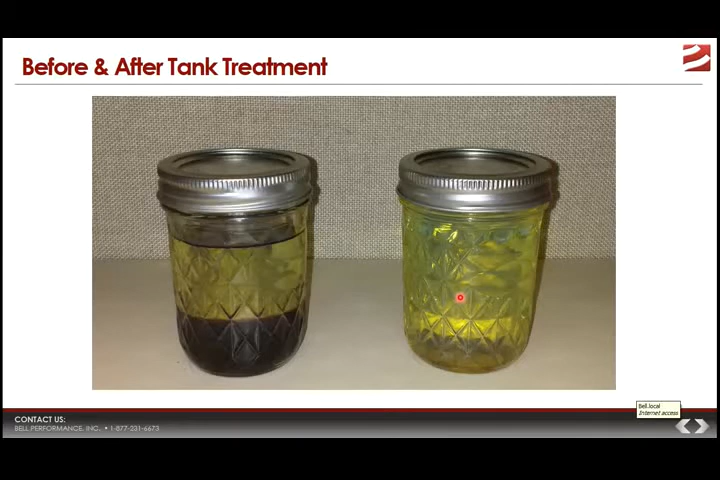 Before & After Tank Treatment
CONTACT US:
BELL PERFORMANCE, INC. • 1-877-231-6673
Bell.local
Internet access